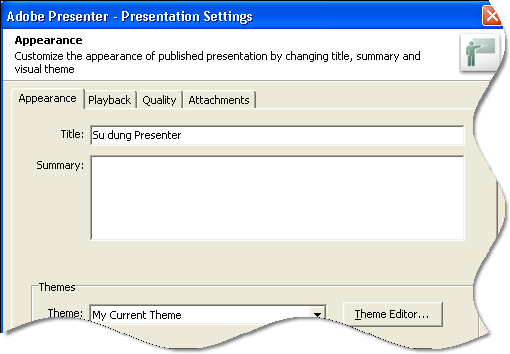 Adobe Presenter - Presentation Settings
Appearance
Customize the appearance of published presentation by changing title, summary and
visual theme
Appearance Playback Quality Attachments
Title: Su dung Presenter
Summary:
Themes
Theme: My Current Theme Theme Editor...